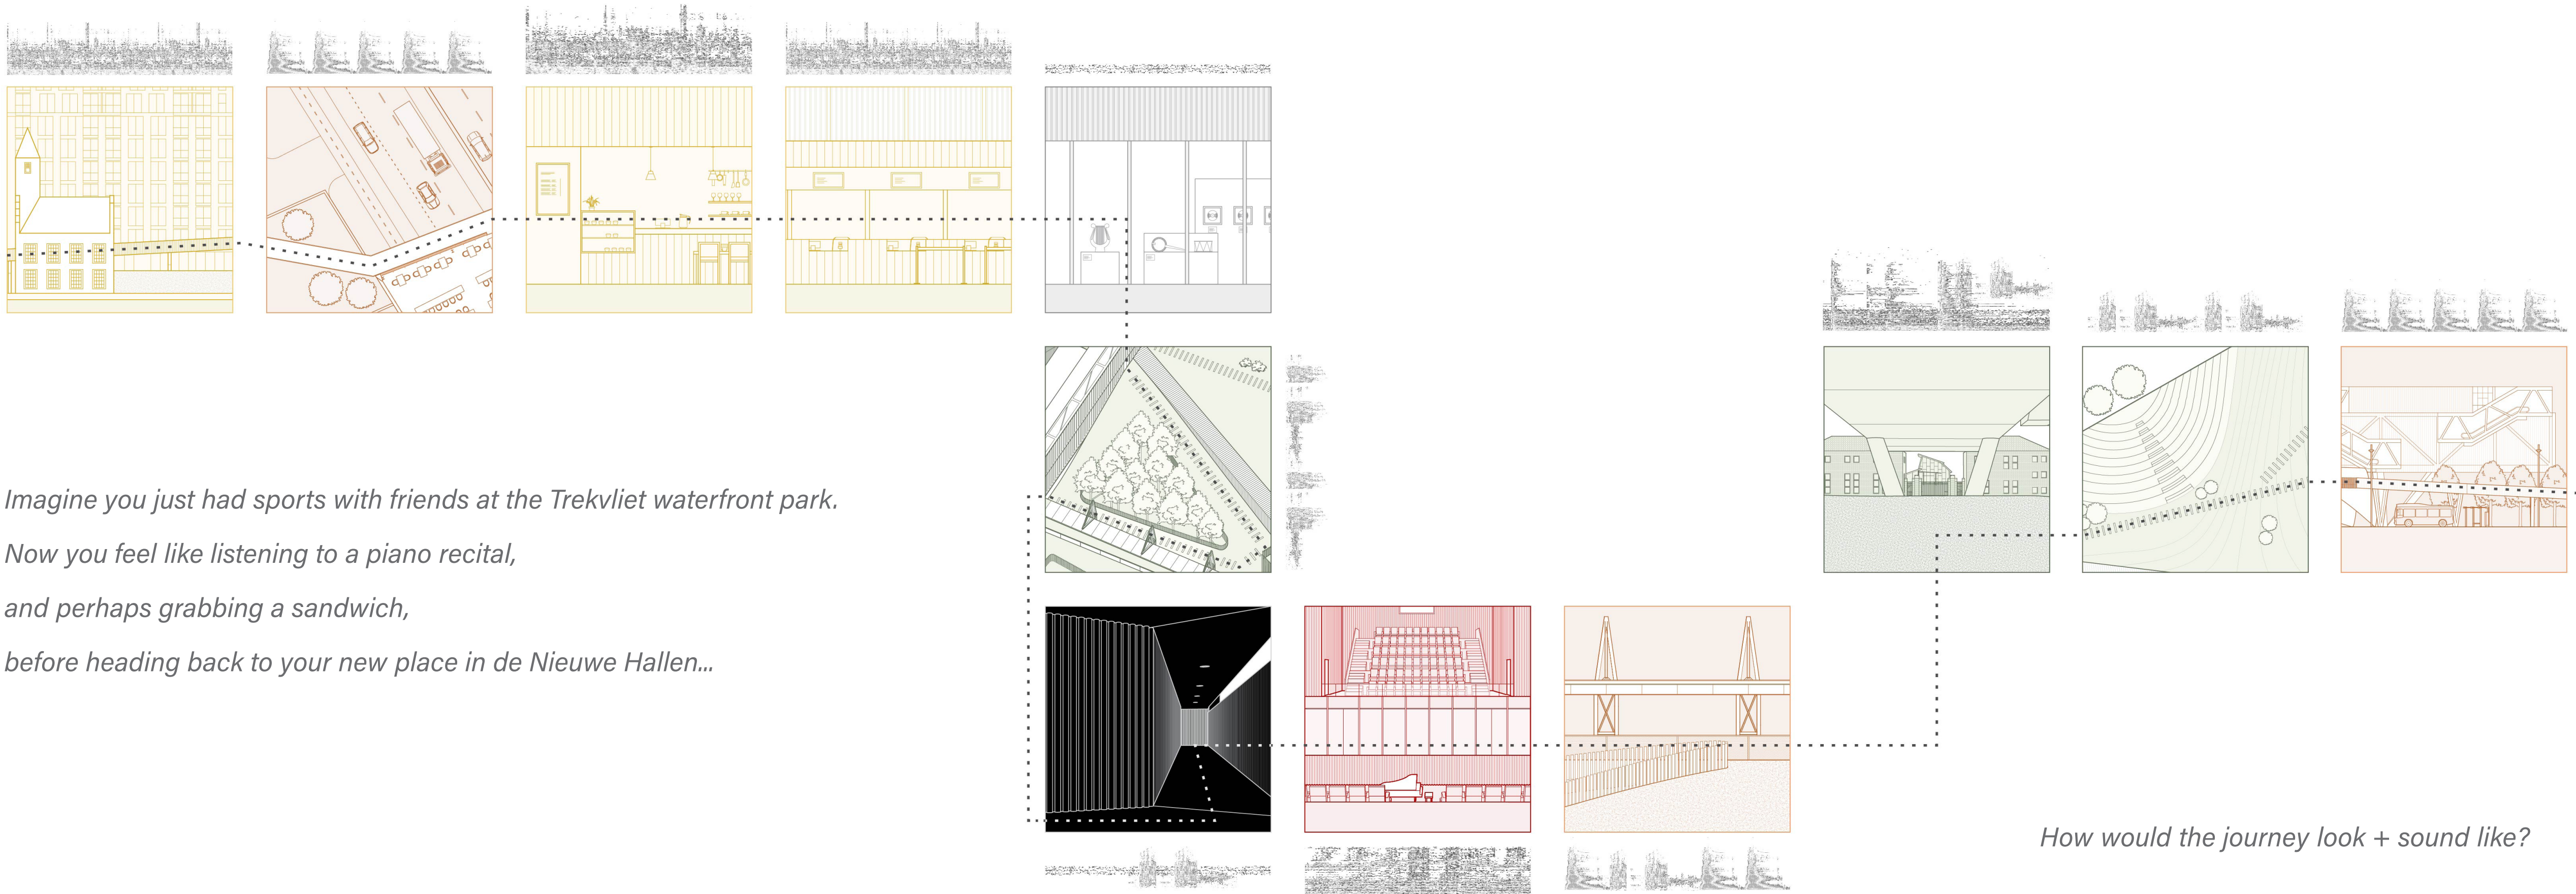 Imagine you just had sports with friends at the Trekvliet waterfront park.
Now you feel like listening to a piano recital,
and perhaps grabbing a sandwich,
before heading back to your new place in de Nieuwe Hallen...
How would the journey look + sound like?